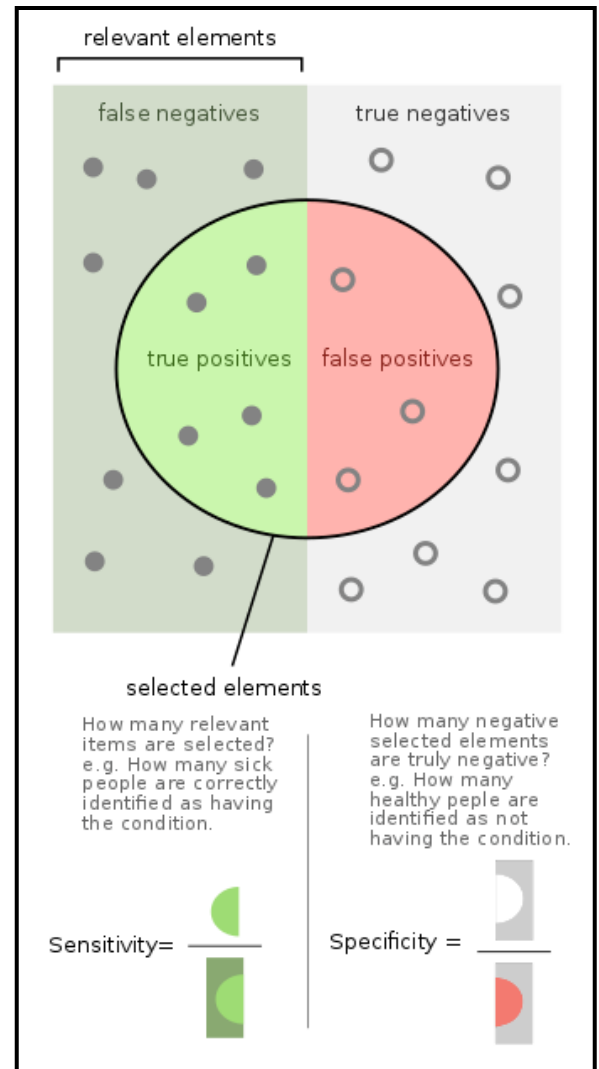 relevant elements
false negatives
true negatives
true positives
false positives
selected elements
How many relevant
items are selected?
e.g. How many sick
people are correctly
identified as having
the condition.
How many negative
selected elements
are truly negative?
e.g. How many
healthy peple are
identified as not
having the condition.
Sensitivity=
Specificity =